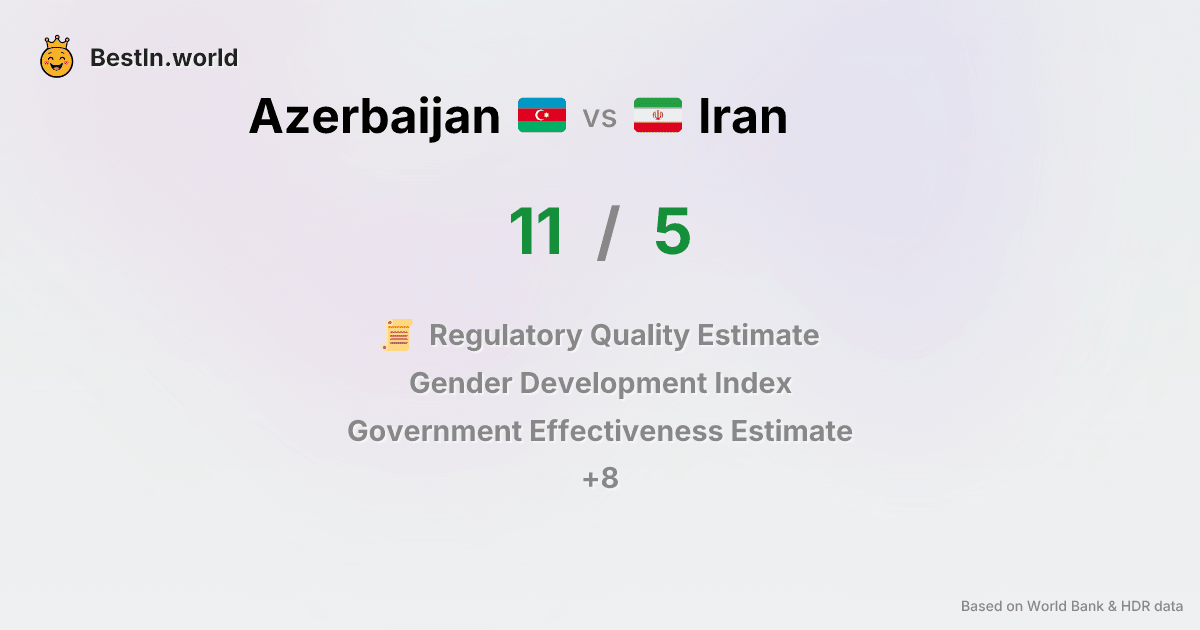 BestIn.world
Azerbaijan vs Iran
11 / 5
Regulatory Quality Estimate
Gender Development Index
Government Effectiveness Estimate
+8
Based on World Bank & HDR data